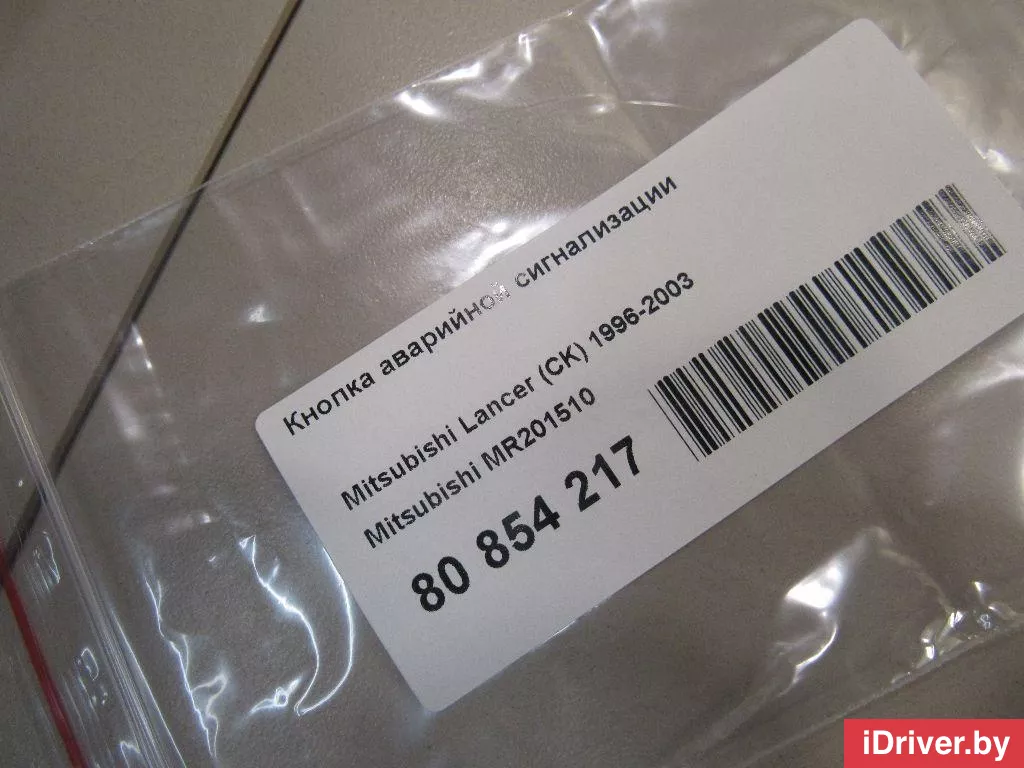 Кнопка аварийной сигнализации
Mitsubishi Lancer (CK) 1996-2003
Mitsubishi MR201510
80 854 217
iDriver.by